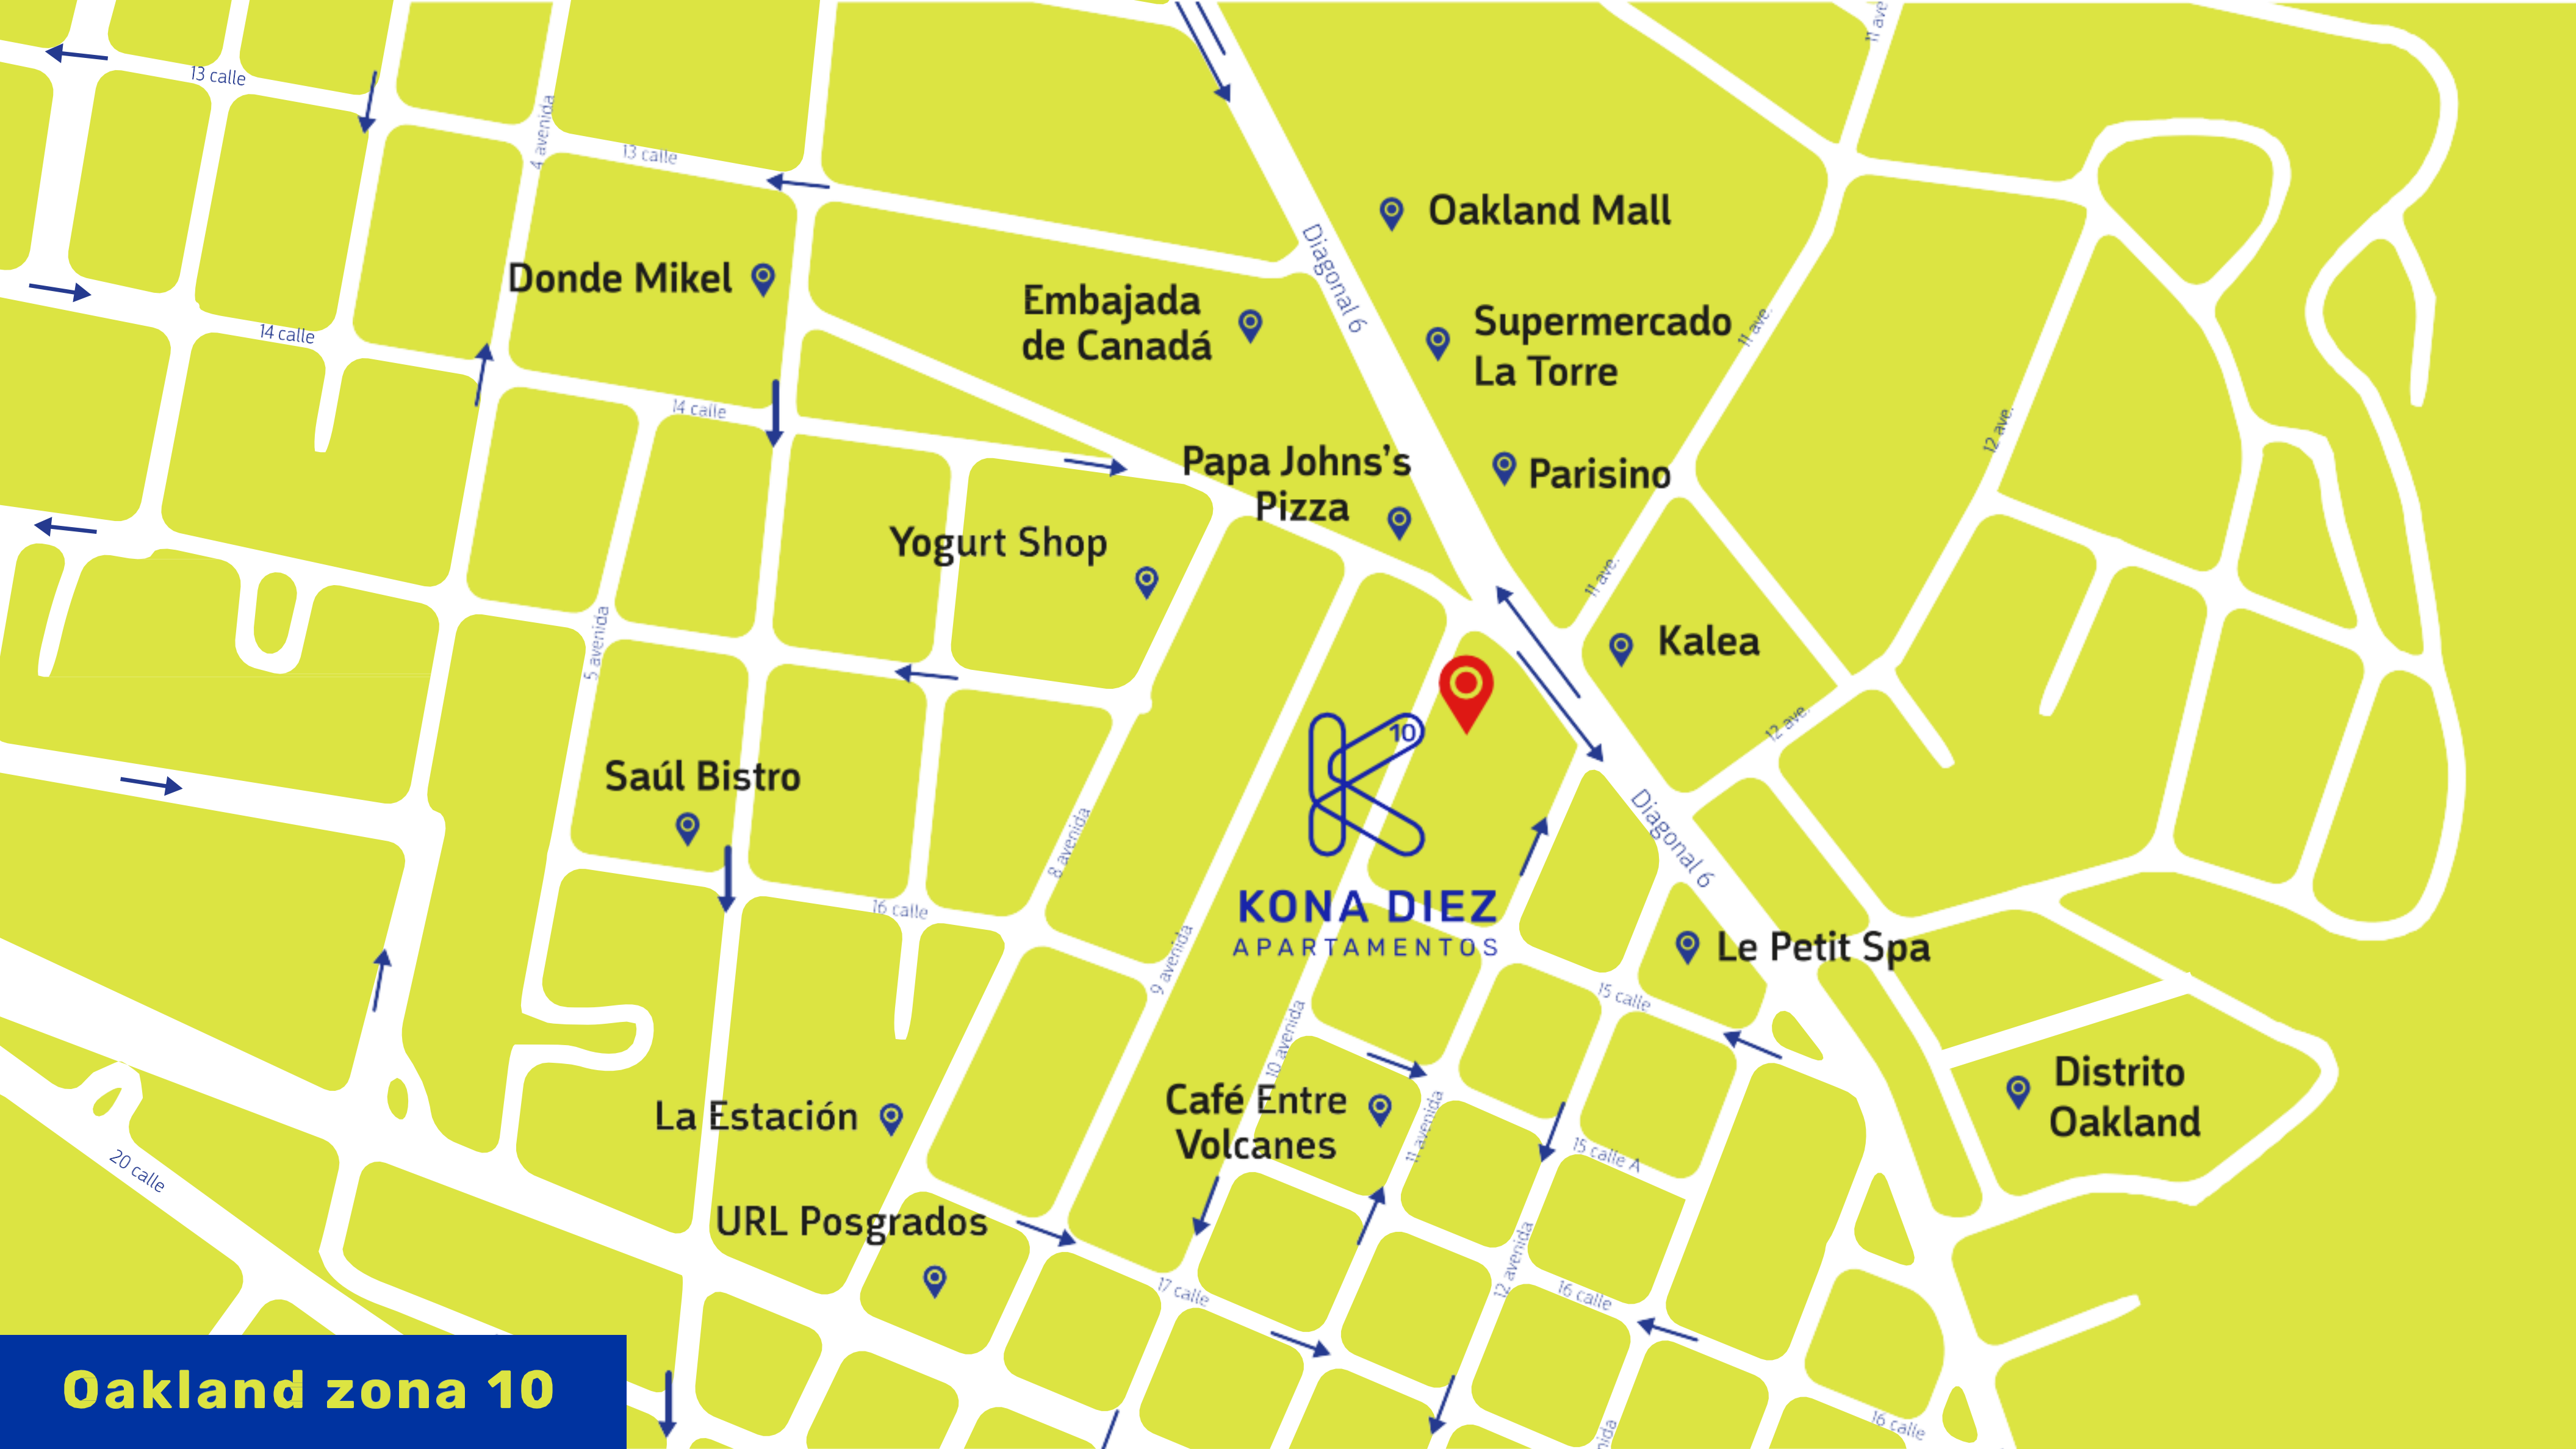 11 ave
13 calle
4 avenida
13 calle
Oakland Mall
Diagonal 6
Donde Mikel
Embajada
de Canadá
Supermercado
La Torre
11 ave.
14 calle
14 calle
12 ave.
Papa Johns's
Pizza
Parisino
Yogurt Shop
11 ave.
5 avenida
Kalea
12 ave.
10
Saúl Bistro
Diagonal 6
8 avenida
16 calle
KONA DIEZ
APARTAMENTOS
9 avenida
Le Petit Spa
15 calle
10 avenida
Distrito
Oakland
La Estación
Café Entre
Volcanes
11 avenida
15 calle A
20 calle
URL Posgrados
12 avenida
17 calle
16 calle
Oakland zona 10
16 calle